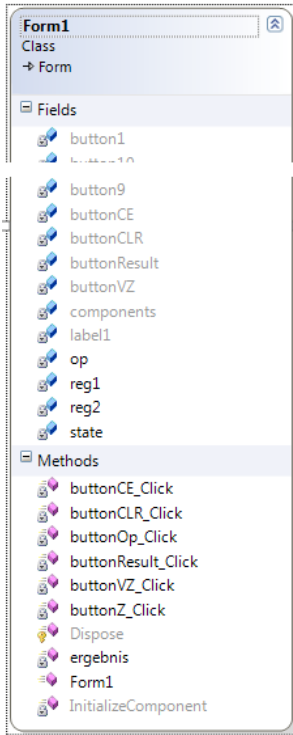 Form1
Class
Form
Fields
button1
button10
button9
buttonCE
buttonCLR
buttonResult
buttonVZ
components
label1
op
reg1
reg2
state
Methods
buttonCE_Click
buttonCLR_Click
buttonOp_Click
buttonResult_Click
buttonVZ_Click
buttonZ_Click
Dispose
ergebnis
Form1
InitializeComponent